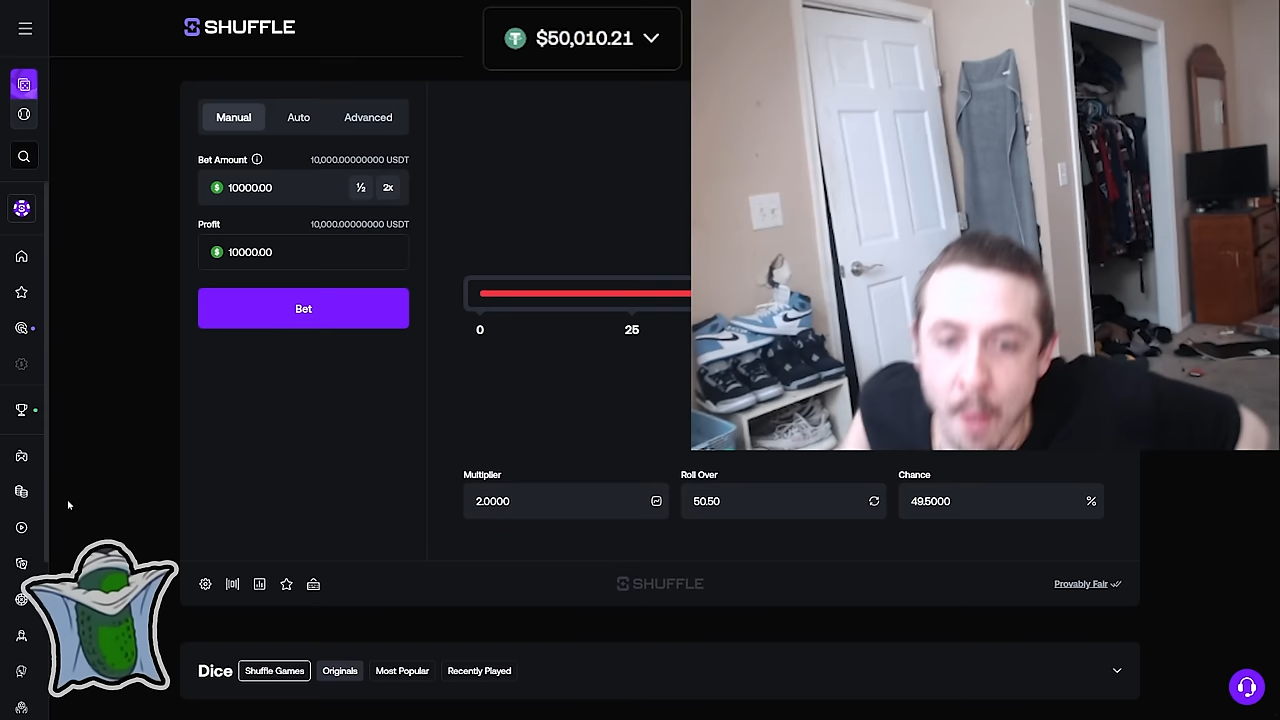 SHUFFLE
$50,010.21
Manual Auto Advanced
Bet Amount 10,000.00000000 USDT
10000.00 ½ 2x
Profit 10,000.00000000 USDT
10000.00
Bet
0 25
Multiplier Roll Over Chance
2.0000 50.50 49.5000 %
SHUFFLE
Provably Fair
Dice Shuffle Games Originals Most Popular Recently Played